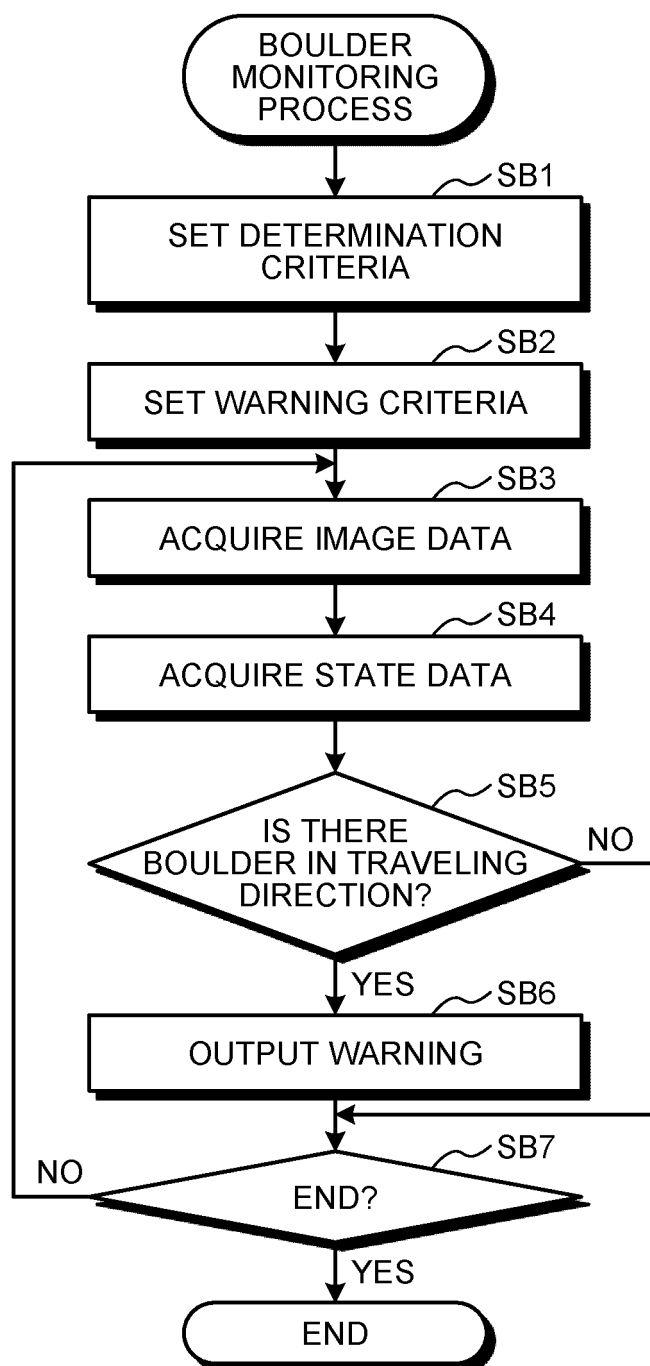 BOULDER
MONITORING
PROCESS
SB1
SET DETERMINATION
CRITERIA
SB2
SET WARNING CRITERIA
SB3
ACQUIRE IMAGE DATA
SB4
ACQUIRE STATE DATA
SB5
IS THERE
BOULDER IN TRAVELING
DIRECTION?
NO
YES
SB6
OUTPUT WARNING
SB7
NO
END?
YES
END